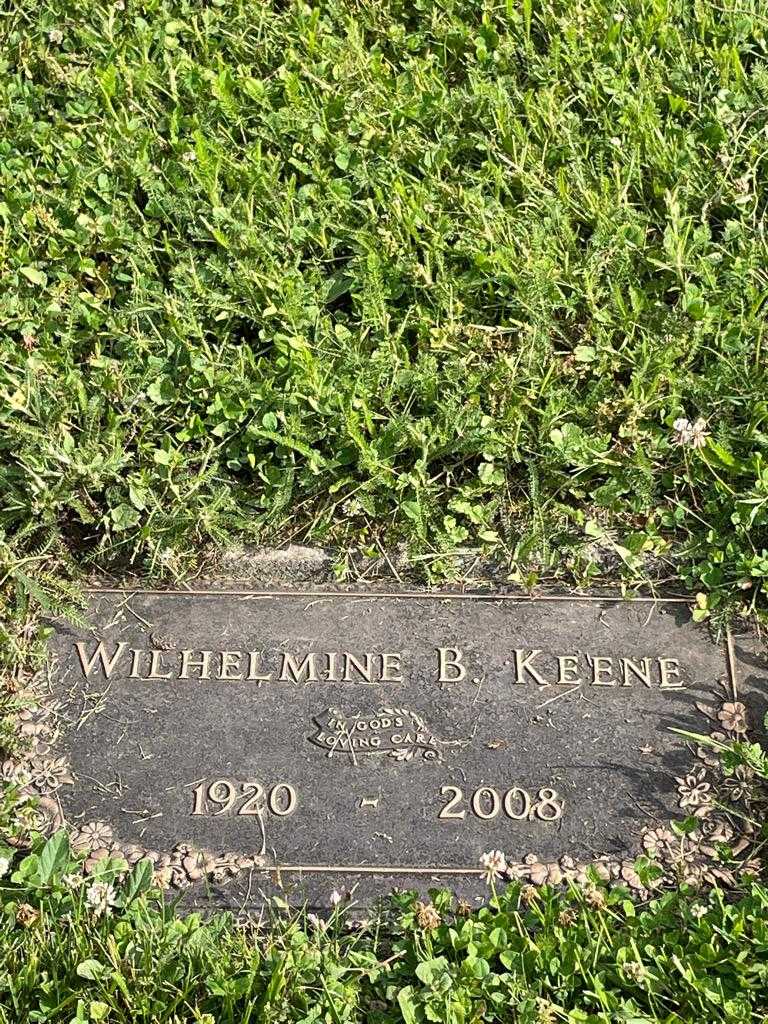 WILHELMINE B. KEENE
IN GOD'S
LOVING CARE
1920 - 2008